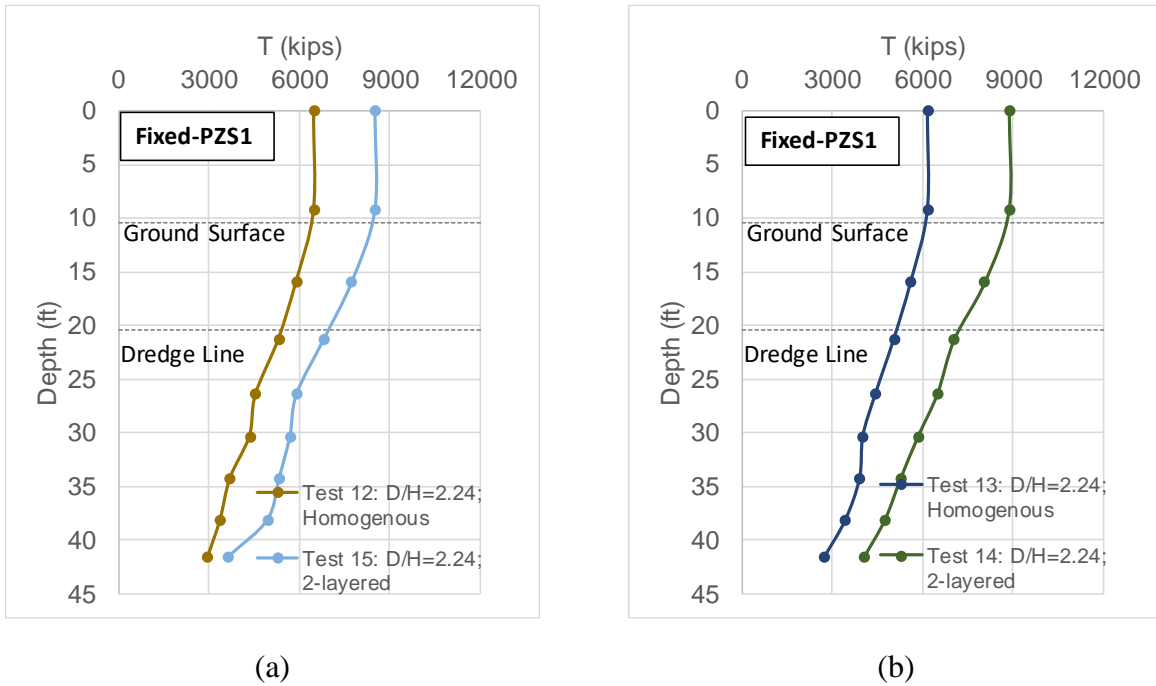 T (kips)
0 3000 6000 9000 12000
0
5
10
15
20
25
30
35
40
45
Depth (ft)
Fixed-PZS1
Ground Surface
Dredge Line
Test 12: D/H=2.24;
Homogenous
Test 15: D/H=2.24;
2-layered
(a)
T (kips)
0 3000 6000 9000 12000
0
5
10
15
20
25
30
35
40
45
Depth (ft)
Fixed-PZS1
Ground Surface
Dredge Line
Test 13: D/H=2.24;
Homogenous
Test 14: D/H=2.24;
2-layered
(b)